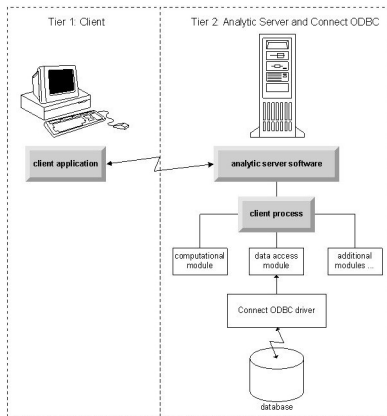 Tier 1: Client
Tier 2: Analytic Server and Connect ODBC
client application
analytic server software
client process
computational
module
data access
module
additional
modules ...
Connect ODBC driver
database